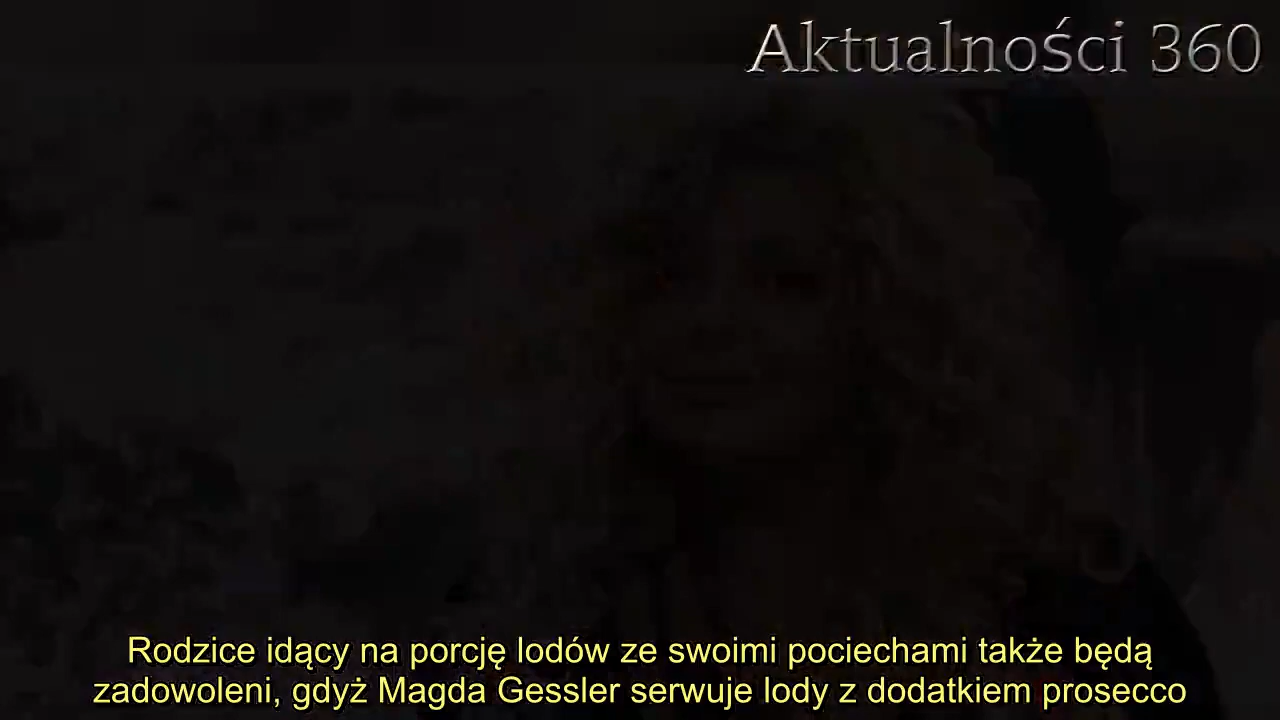 Aktualności 360
Rodzice idący na porcję lodów ze swoimi pociechami także będą
zadowoleni, gdyż Magda Gessler serwuje lody z dodatkiem prosecco